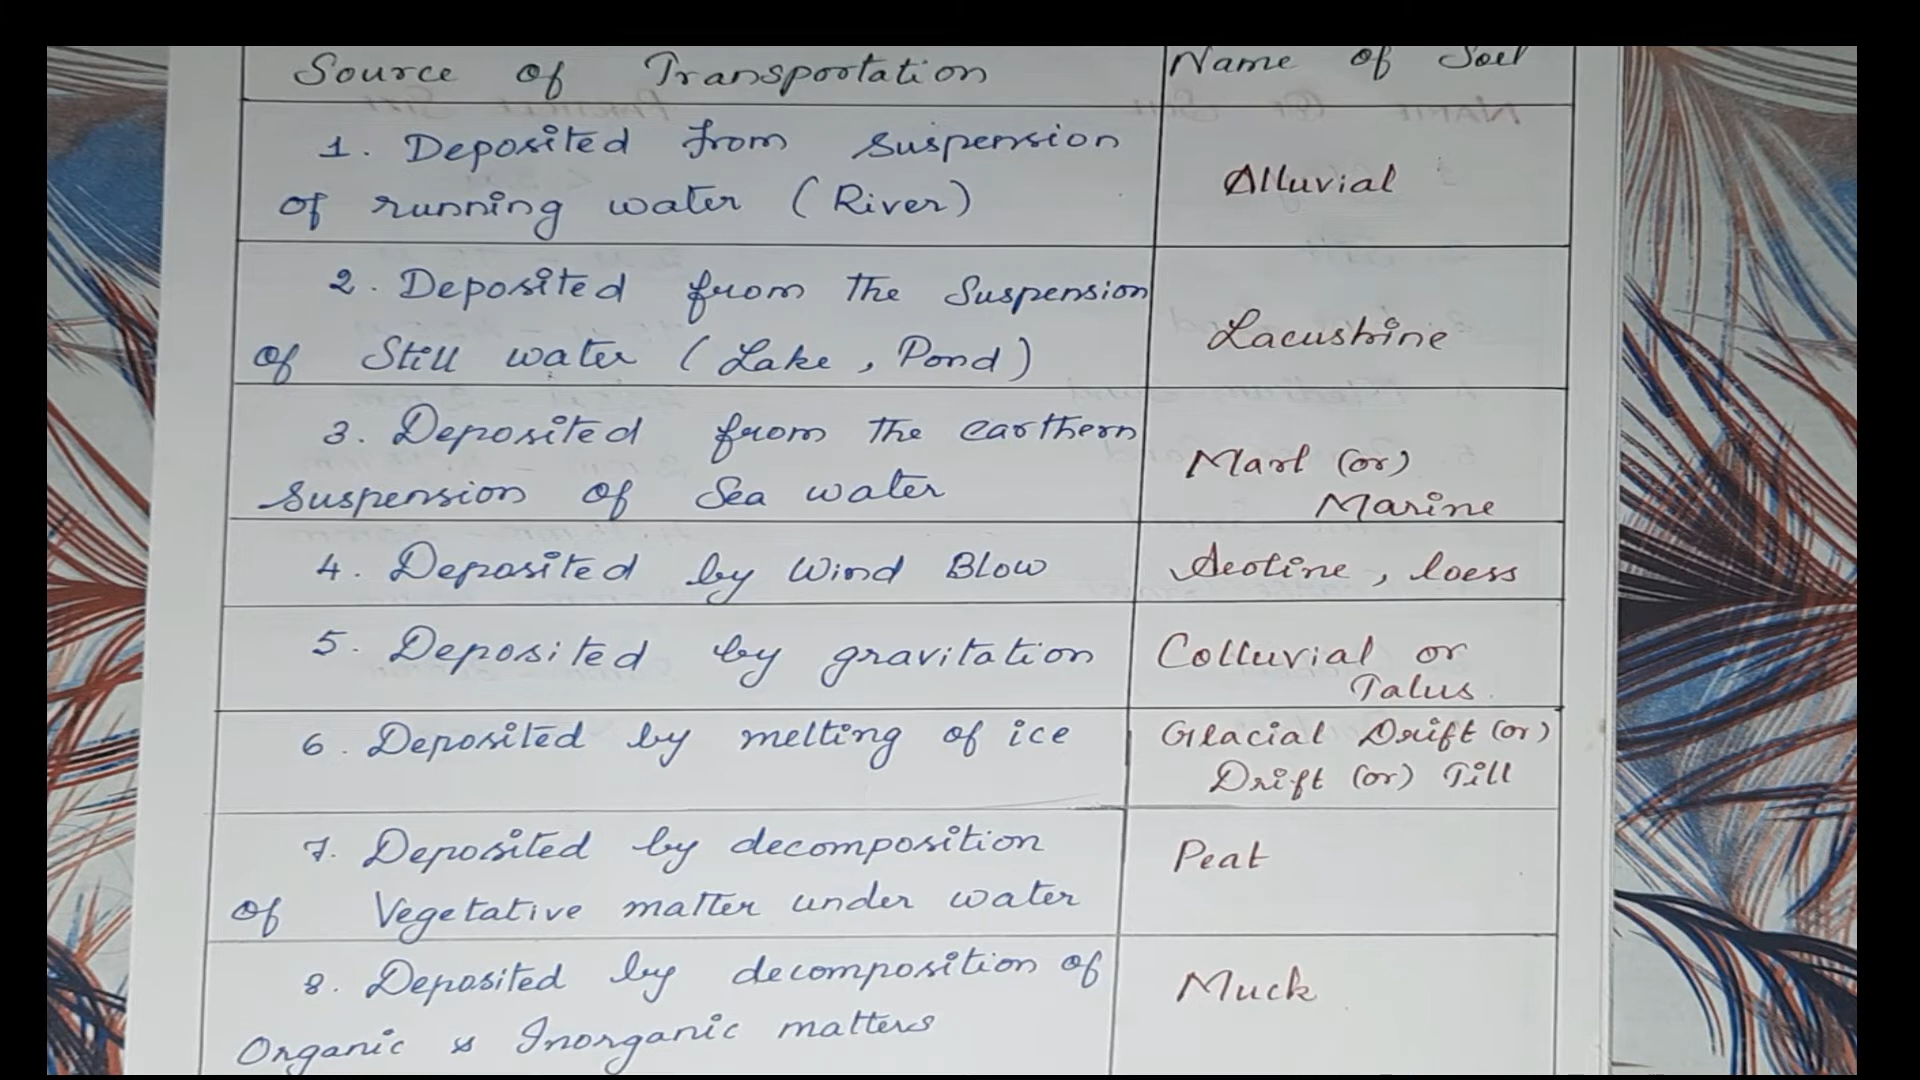 Source of Transportation
Name of Soil
1. Deposited from suspension
of running water (River)
Alluvial
2. Deposited from the Suspension
of Still water (Lake, Pond)
Lacustrine
3. Deposited from the earthern
suspension of Sea water
Marl (or)
Marine
4. Deposited by Wind Blow
Aeoline, loess
5. Deposited by gravitation
Colluvial or
Talus.
6. Deposited by melting of ice
Glacial Drift (or)
Drift (or) Till
7. Deposited by decomposition
of Vegetative matter under water
Peat
8. Deposited by decomposition of
Organic & Inorganic matters
Muck